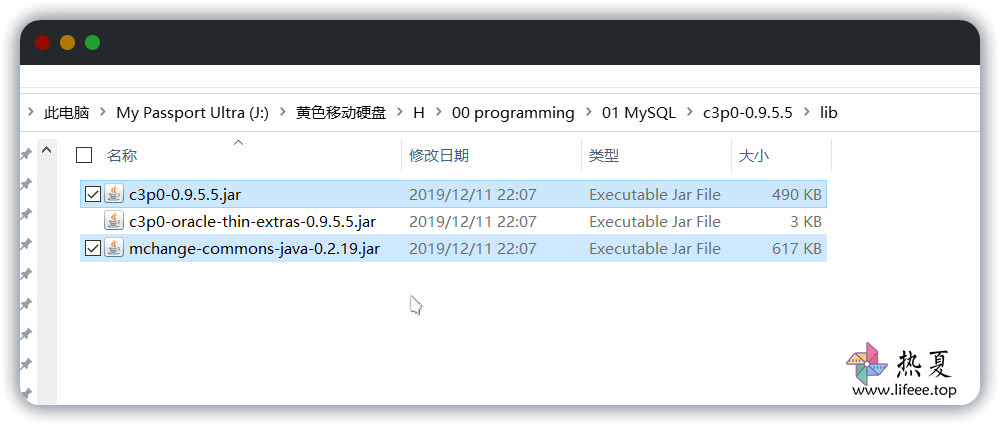 此电脑 > My Passport Ultra (J:) > 黄色移动硬盘 > H > 00 programming > 01 MySQL > c3p0-0.9.5.5 > lib
名称 修改日期 类型 大小
c3p0-0.9.5.5.jar 2019/12/11 22:07 Executable Jar File 490 KB
c3p0-oracle-thin-extras-0.9.5.5.jar 2019/12/11 22:07 Executable Jar File 3 KB
mchange-commons-java-0.2.19.jar 2019/12/11 22:07 Executable Jar File 617 KB
热夏
www.lifeee.top